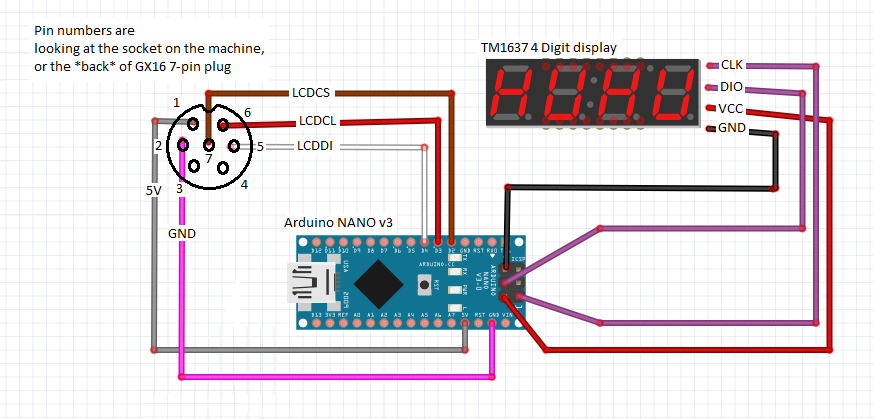 Pin numbers are
looking at the socket on the machine,
or the *back* of GX16 7-pin plug
TM1637 4 Digit display
CLK
DIO
VCC
GND
LCDCS
LCDCL
LCDDI
1
6
2
5
7
3
4
5V
GND
Arduino NANO v3
D12 D11 D10 D9 D8 D7 D6 D5 D4 D3 D2 GND RST RX0
ARDUINO.CC
ICSP
TX
RX
PWR
L
RST
USA
ARDUINO
NANO
V3.0
D13 3V3 REF A0 A1 A2 A3 A4 A5 A6 A7 5V RST GND VIN